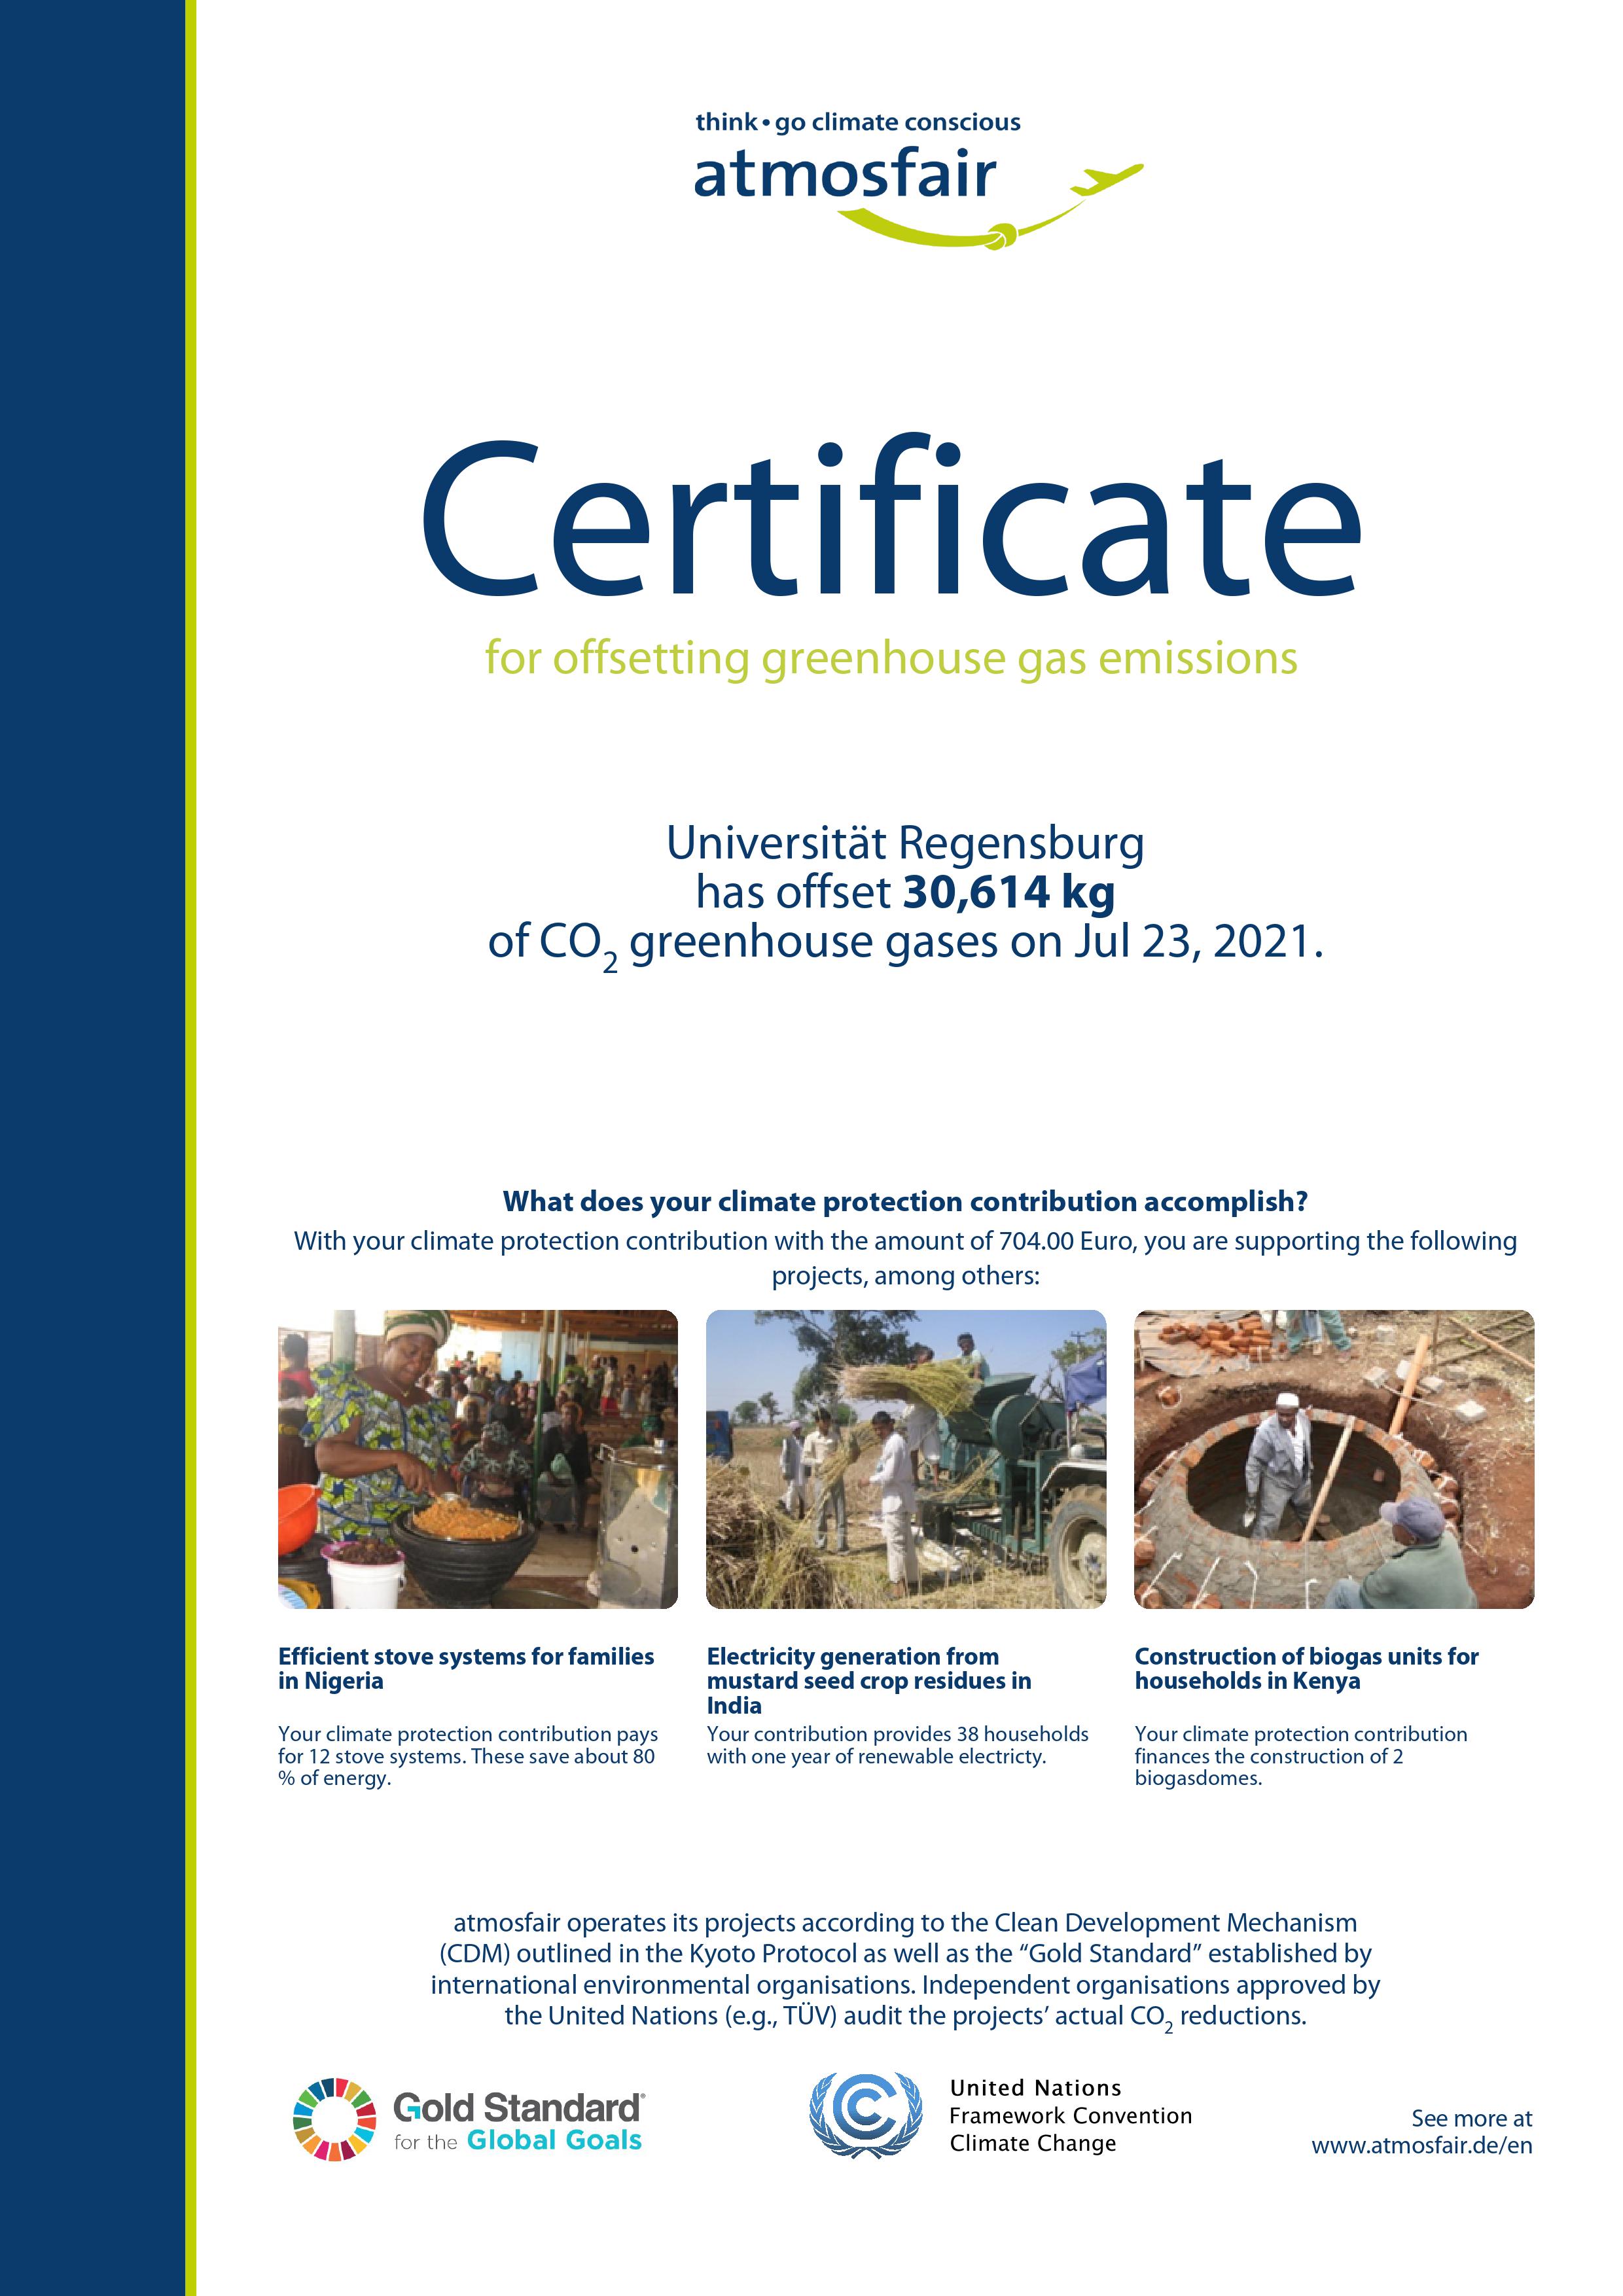 think • go climate conscious
atmosfair
Certificate
for offsetting greenhouse gas emissions
Universität Regensburg
has offset 30,614 kg
of CO2 greenhouse gases on Jul 23, 2021.
What does your climate protection contribution accomplish?
With your climate protection contribution with the amount of 704.00 Euro, you are supporting the following
projects, among others:
Efficient stove systems for families
in Nigeria
Your climate protection contribution pays
for 12 stove systems. These save about 80
% of energy.
Electricity generation from
mustard seed crop residues in
India
Your contribution provides 38 households
with one year of renewable electricty.
Construction of biogas units for
households in Kenya
Your climate protection contribution
finances the construction of 2
biogasdomes.
atmosfair operates its projects according to the Clean Development Mechanism
(CDM) outlined in the Kyoto Protocol as well as the “Gold Standard” established by
international environmental organisations. Independent organisations approved by
the United Nations (e.g., TÜV) audit the projects’ actual CO2 reductions.
Gold Standard®
for the Global Goals
United Nations
Framework Convention
Climate Change
See more at
www.atmosfair.de/en